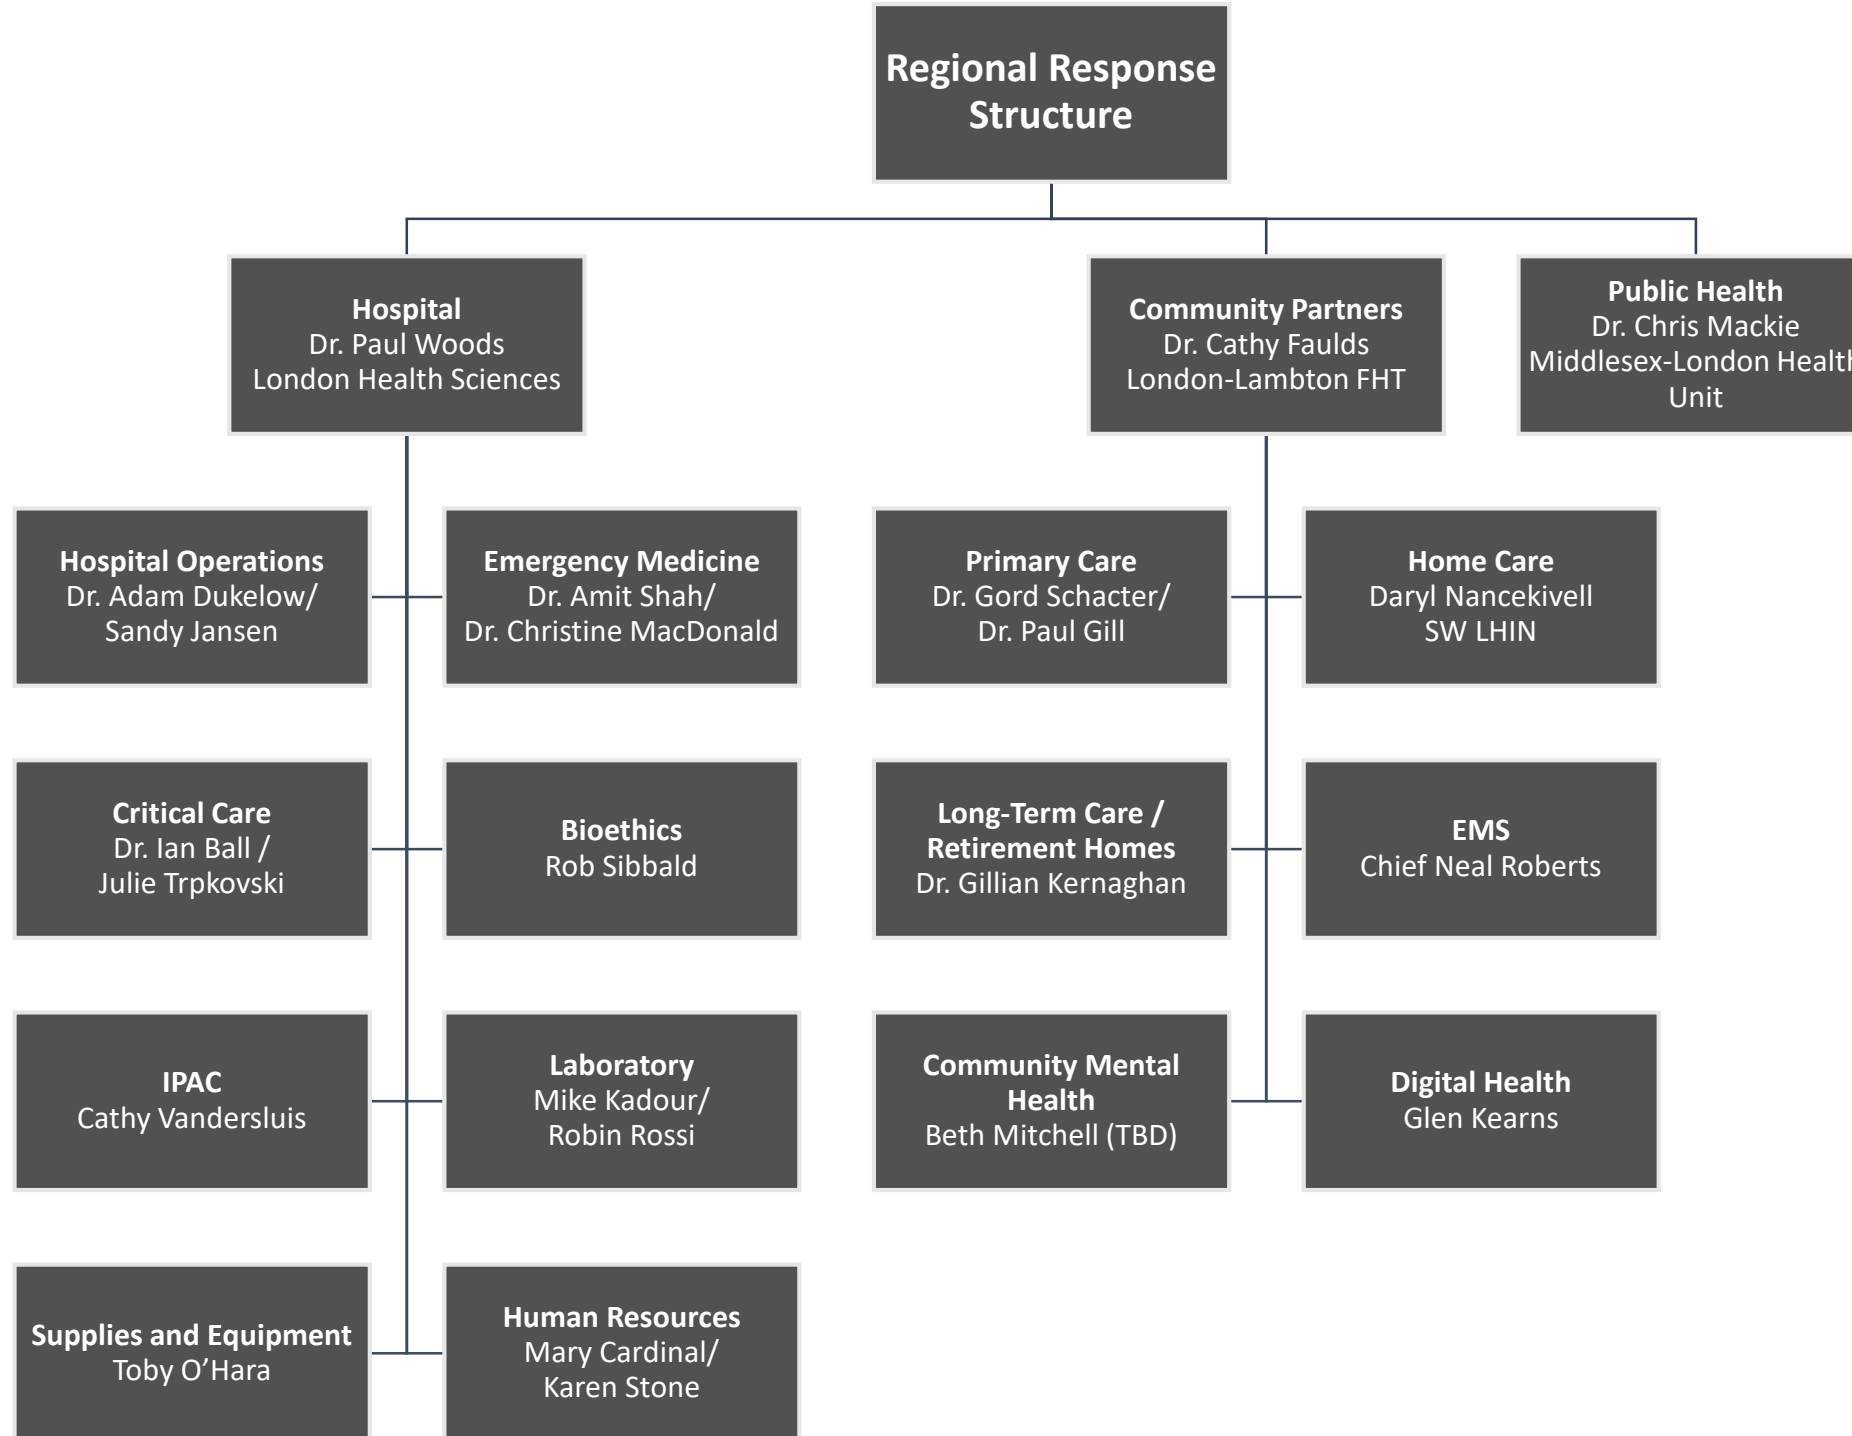 Regional Response
Structure
Hospital
Dr. Paul Woods
London Health Sciences
Community Partners
Dr. Cathy Faulds
London-Lambton FHT
Public Health
Dr. Chris Mackie
Middlesex-London Health
Unit
Hospital Operations
Dr. Adam Dukelow/
Sandy Jansen
Emergency Medicine
Dr. Amit Shah/
Dr. Christine MacDonald
Primary Care
Dr. Gord Schacter/
Dr. Paul Gill
Home Care
Daryl Nancekivell
SW LHIN
Critical Care
Dr. Ian Ball /
Julie Trpkovski
Bioethics
Rob Sibbald
Long-Term Care /
Retirement Homes
Dr. Gillian Kernaghan
EMS
Chief Neal Roberts
IPAC
Cathy Vandersluis
Laboratory
Mike Kadour/
Robin Rossi
Community Mental
Health
Beth Mitchell (TBD)
Digital Health
Glen Kearns
Supplies and Equipment
Toby O’Hara
Human Resources
Mary Cardinal/
Karen Stone